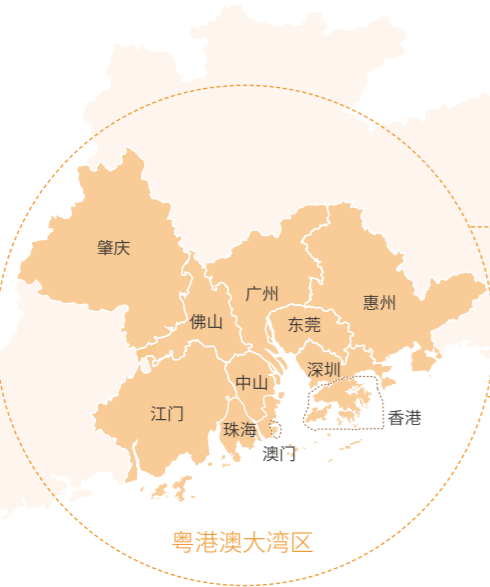 肇庆
广州
惠州
佛山
东莞
深圳
中山
江门
香港
珠海
澳门
粤港澳大湾区